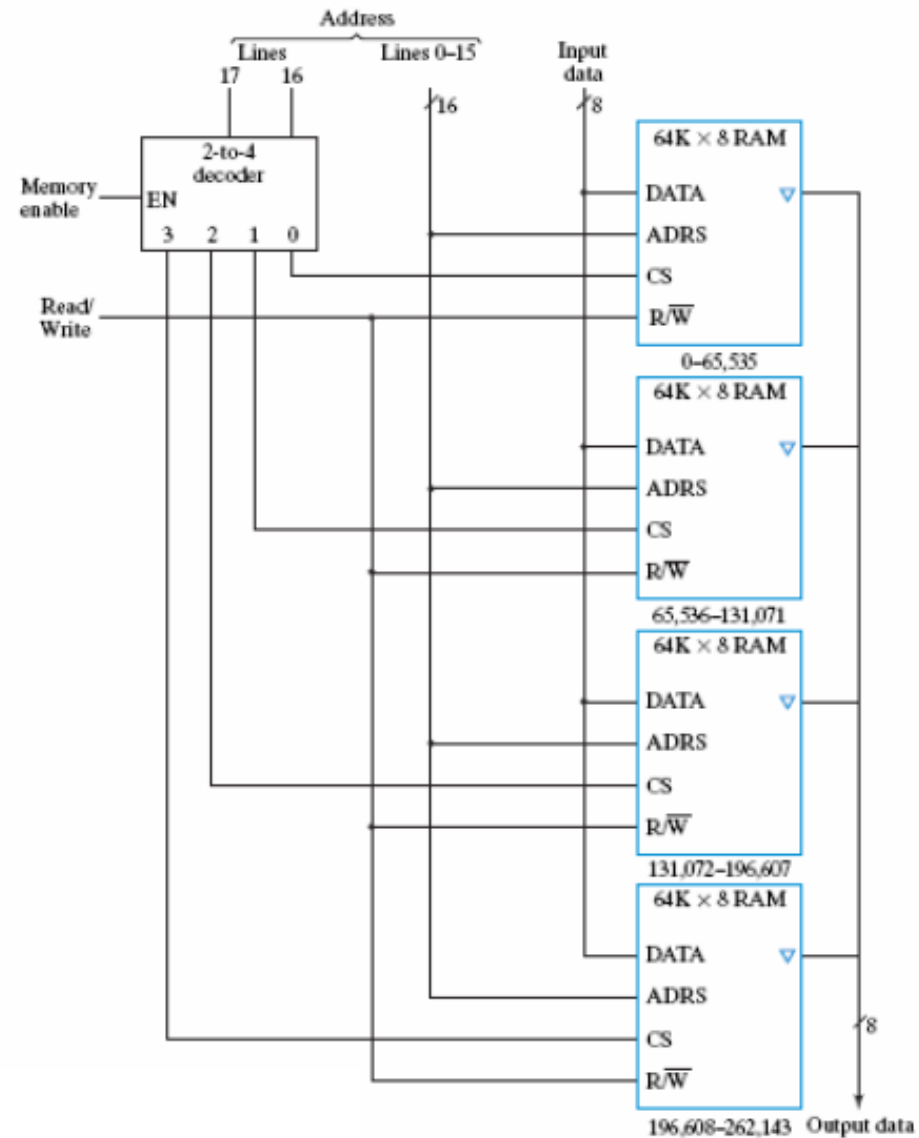 Address
Lines
Lines 0–15
17 16
Input
data
16
8
2-to-4
decoder
Memory
enable
EN
3 2 1 0
Read/
Write
64K × 8 RAM
DATA
ADRS
CS
R/W̅
0–65,535
64K × 8 RAM
DATA
ADRS
CS
R/W̅
65,536–131,071
64K × 8 RAM
DATA
ADRS
CS
R/W̅
131,072–196,607
64K × 8 RAM
DATA
ADRS
CS
R/W̅
8
196,608–262,143
Output data